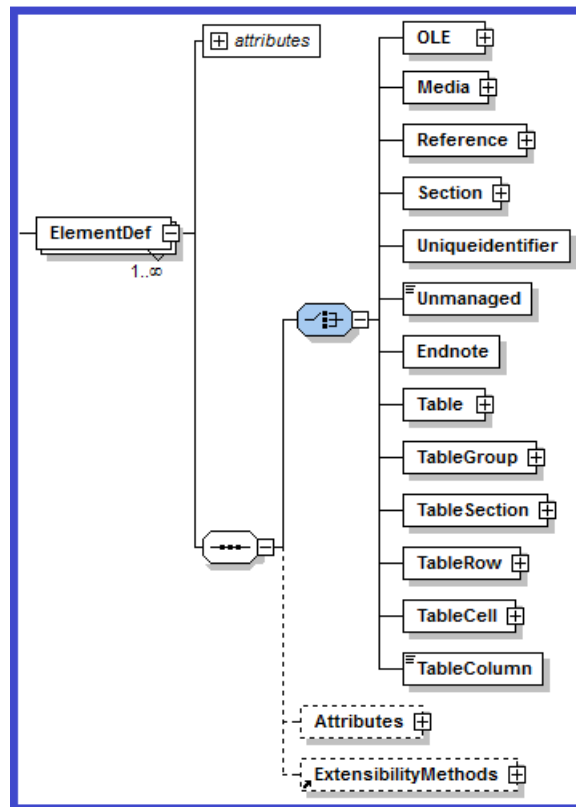 attributes
OLE
Media
Reference
Section
ElementDef
1..∞
Uniqueidentifier
Unmanaged
Endnote
Table
TableGroup
TableSection
TableRow
TableCell
TableColumn
Attributes
ExtensibilityMethods